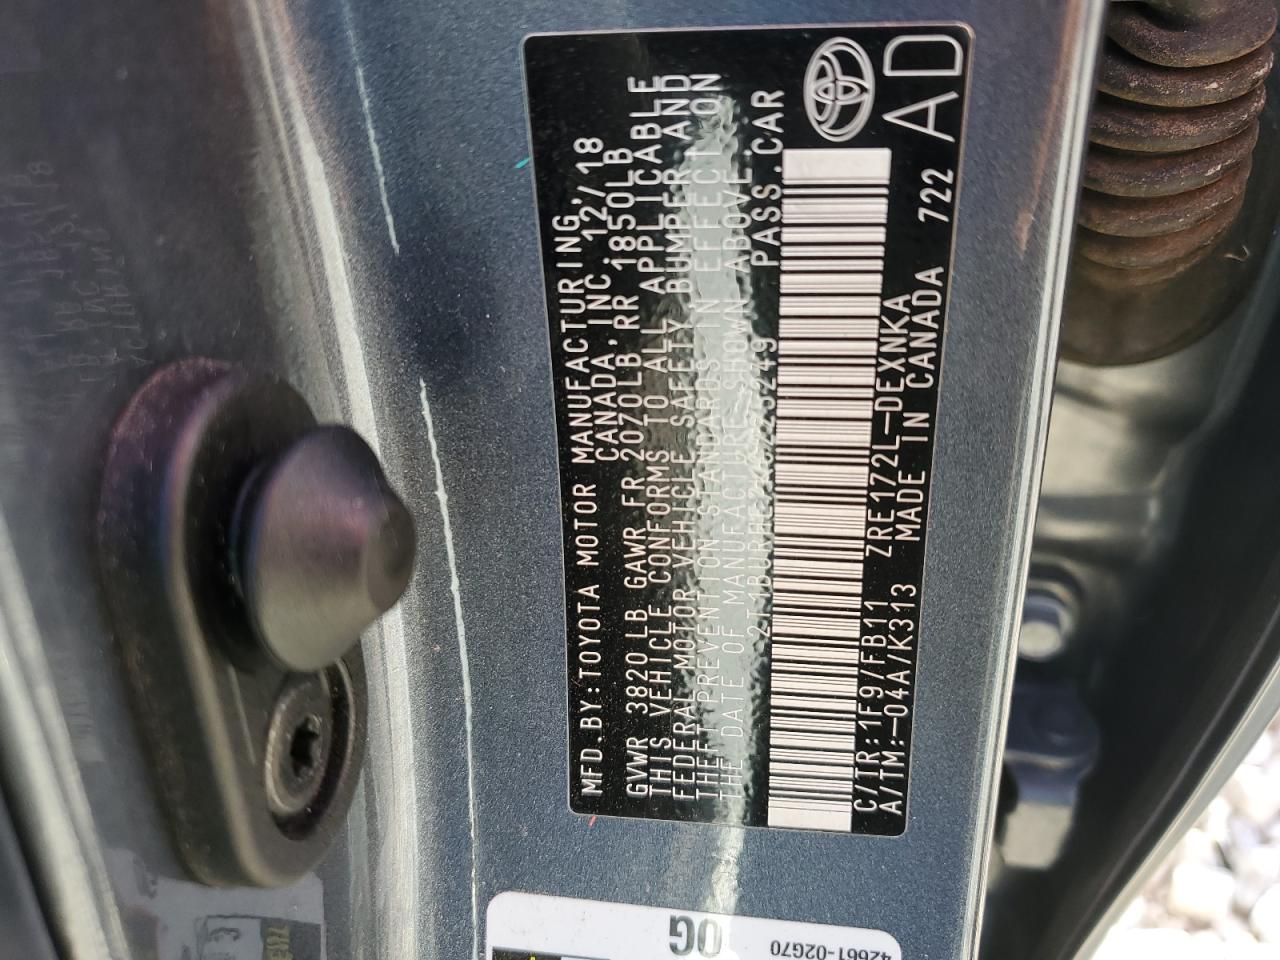 MFD.BY:TOYOTA MOTOR MANUFACTURING,
CANADA,INC. 12/18
GVWR 3820LB GAWR FR 2070LB,RR 1850LB
THIS VEHICLE CONFORMS TO ALL APPLICABLE
FEDERAL MOTOR VEHICLE SAFETY BUMPER AND
THEFT PREVENTION STANDARDS IN EFFECT ON
THE DATE OF MANUFACTURE SHOWN ABOVE
PASS.CAR
C/TR:1F9/FB11 ZRE172L-DEXNKA
A/TM:-04A/K313 MADE IN CANADA 722
AD
0G
42661-02G70